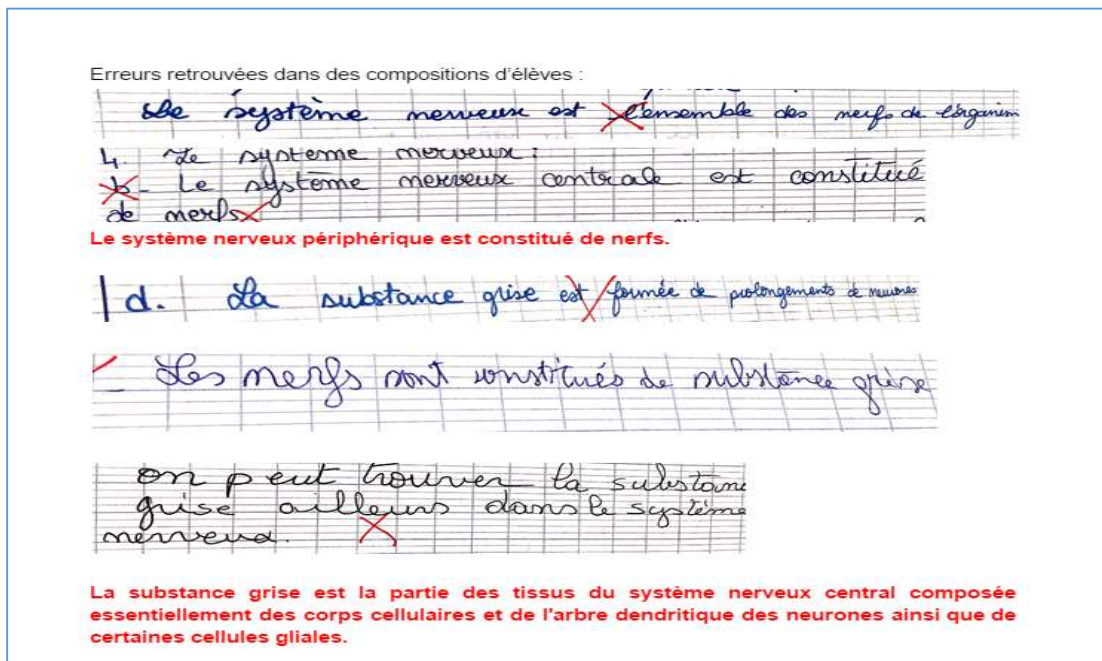 Erreurs retrouvées dans des compositions d'élèves :
Le système nerveux est l'ensemble des nerfs de l'organism
4. Le systeme nerveux :
b- Le système nerveux centrale est constitué
de nerfs
Le système nerveux périphérique est constitué de nerfs.
d. La substance grise est formée de prolongements de neurones
Les nerfs sont constitués de substance grise
on peut trouver la substanc
grise ailleurs dans le système
nerveux.
La substance grise est la partie des tissus du système nerveux central composée
essentiellement des corps cellulaires et de l'arbre dendritique des neurones ainsi que de
certaines cellules gliales.